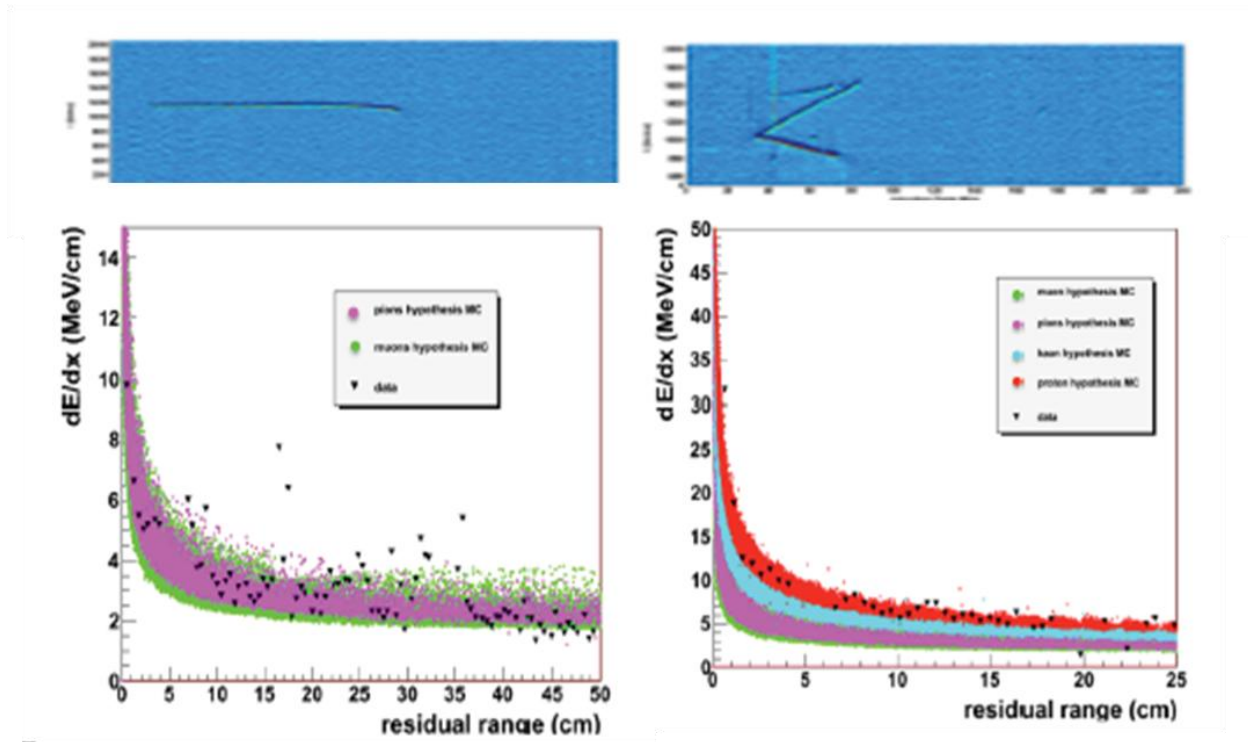 dE/dx (MeV/cm)
14
12
10
8
6
4
2
0
pions hypothesis MC
muons hypothesis MC
data
0 5 10 15 20 25 30 35 40 45 50
residual range (cm)
dE/dx (MeV/cm)
50
45
40
35
30
25
20
15
10
5
0
muon hypothesis MC
pions hypothesis MC
kaon hypothesis MC
proton hypothesis MC
data
0 5 10 15 20 25
residual range (cm)